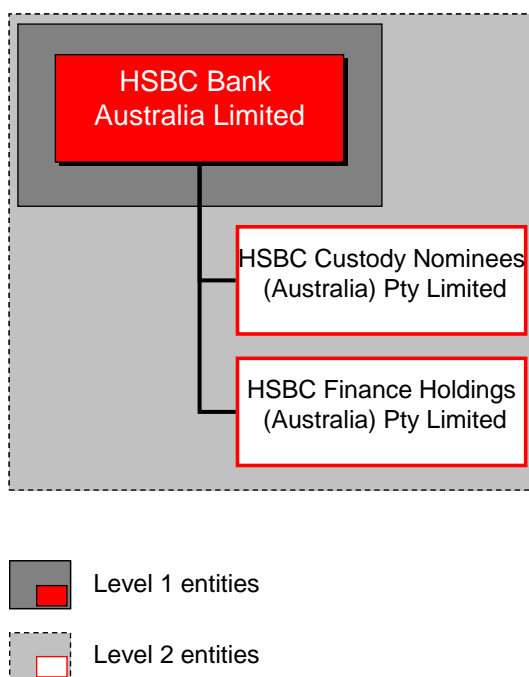 HSBC Bank
Australia Limited
HSBC Custody Nominees
(Australia) Pty Limited
HSBC Finance Holdings
(Australia) Pty Limited
Level 1 entities
Level 2 entities